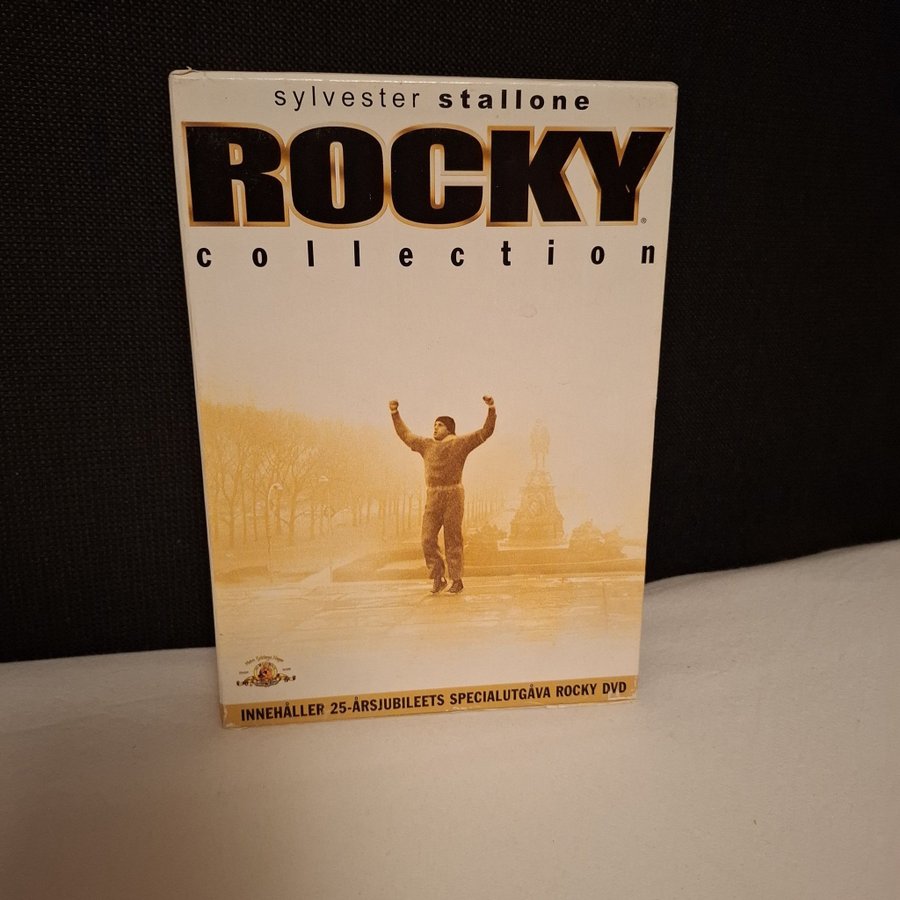 sylvester stallone
ROCKY®
collection
INNEHÅLLER 25-ÅRSJUBILEETS SPECIALUTGÅVA ROCKY DVD